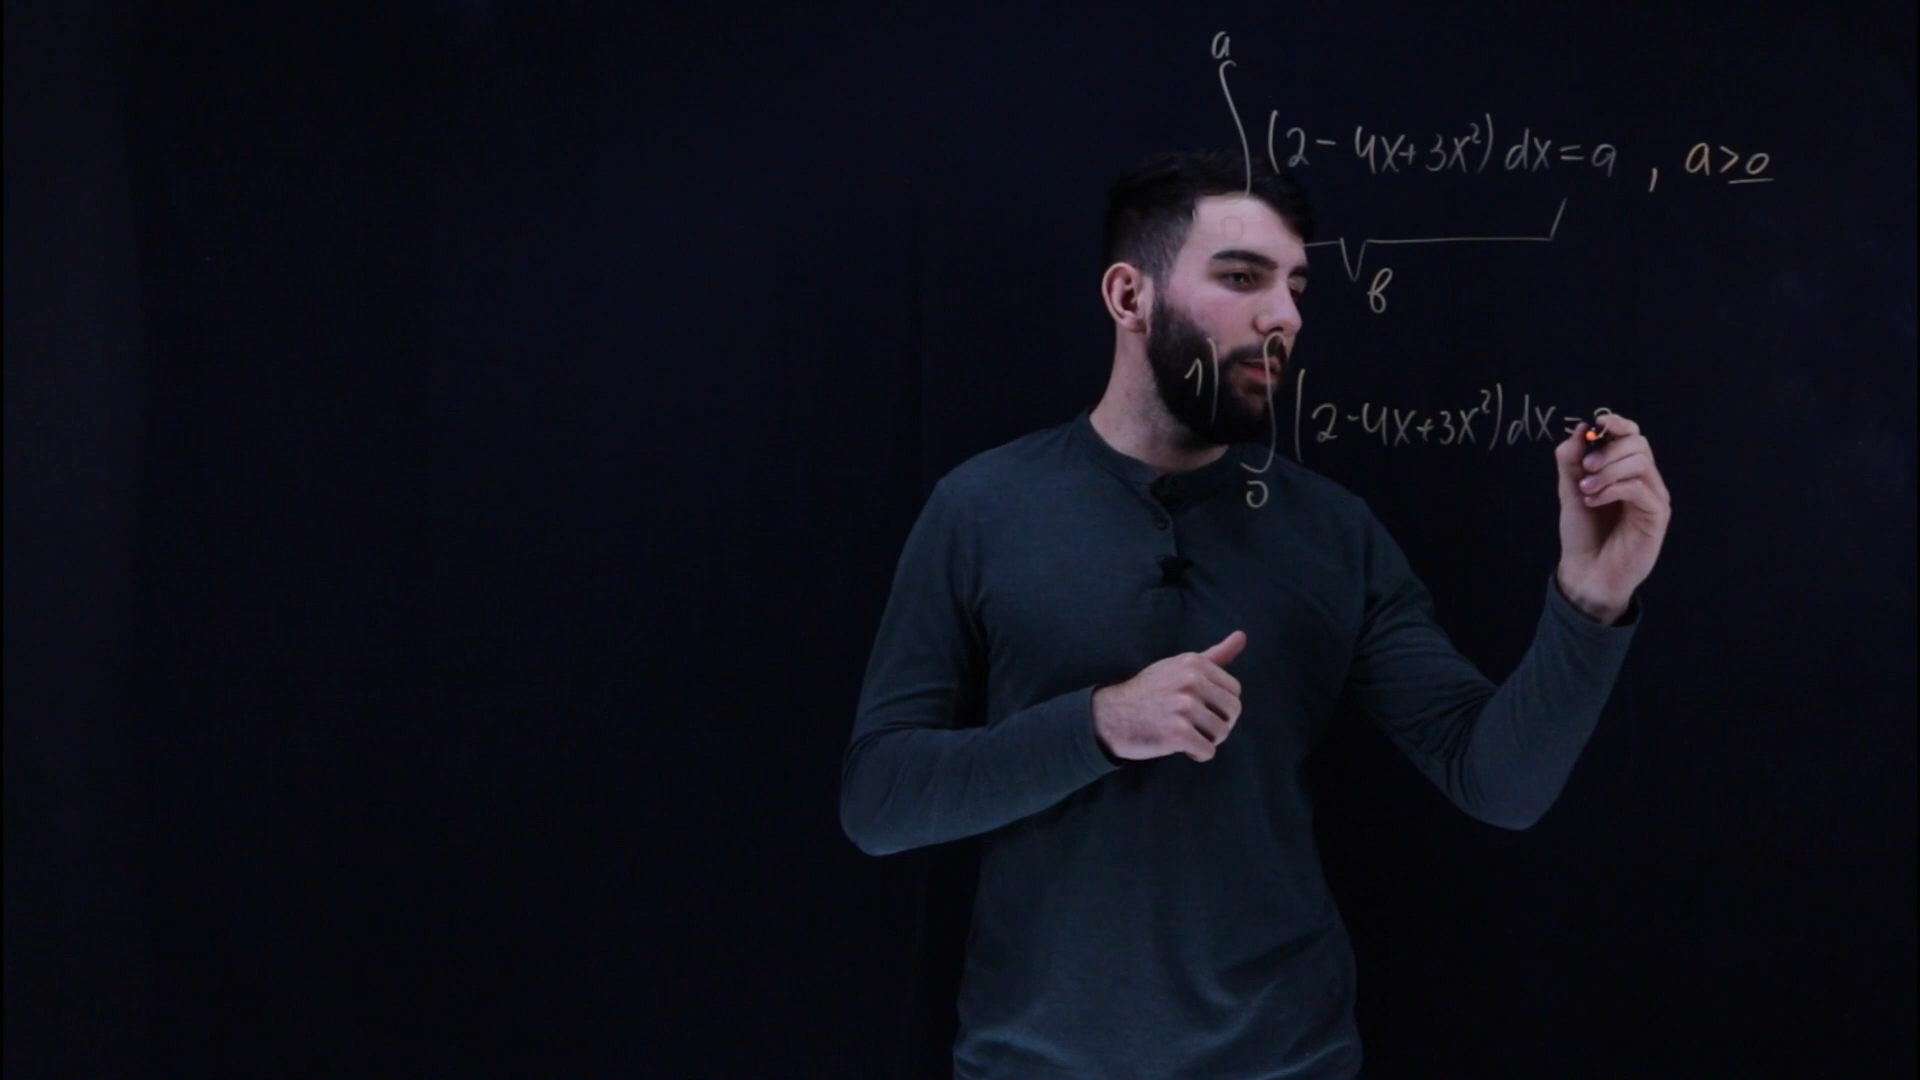 a
∫ (2 - 4x + 3x²) dx = a , a > 0
0
в
1) ∫ (2 - 4x + 3x²) dx =
0